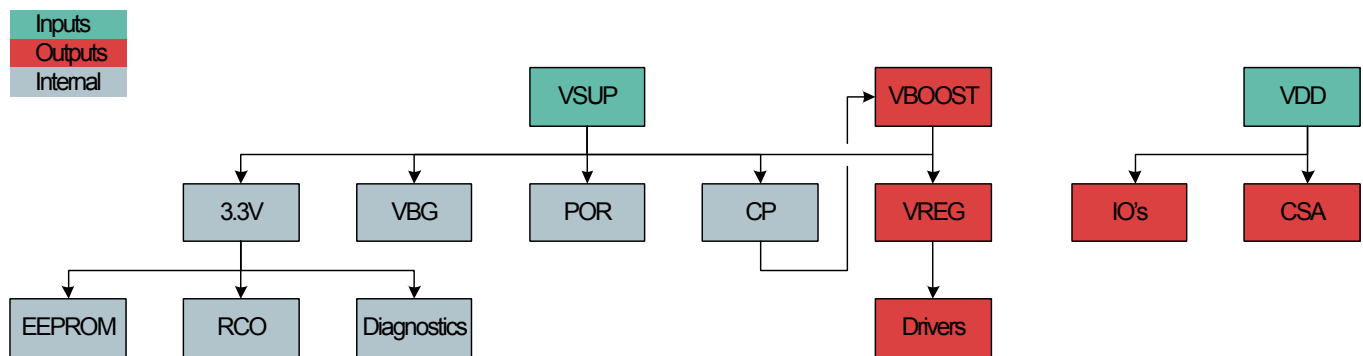 Inputs
Outputs
Internal
VSUP
VBOOST
VDD
3.3V
VBG
POR
CP
VREG
IO's
CSA
EEPROM
RCO
Diagnostics
Drivers